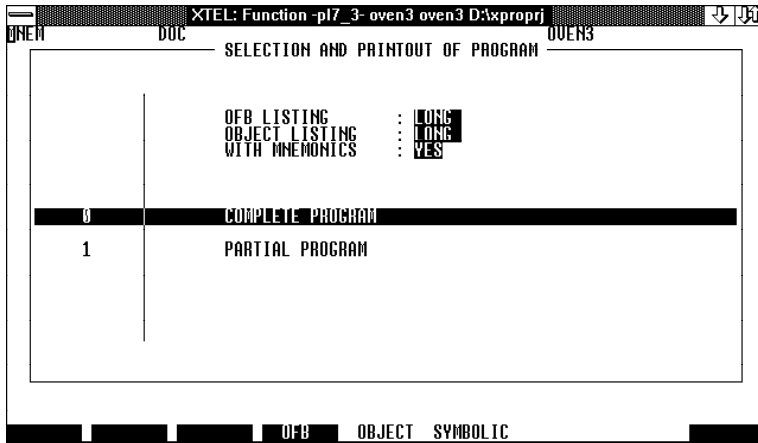 XTEL: Function -pl7_3- oven3 oven3 D:\xproprj
MNEM DOC OVEN3
SELECTION AND PRINTOUT OF PROGRAM
OFB LISTING : LONG
OBJECT LISTING : LONG
WITH MNEMONICS : YES
0 COMPLETE PROGRAM
1 PARTIAL PROGRAM
OFB OBJECT SYMBOLIC